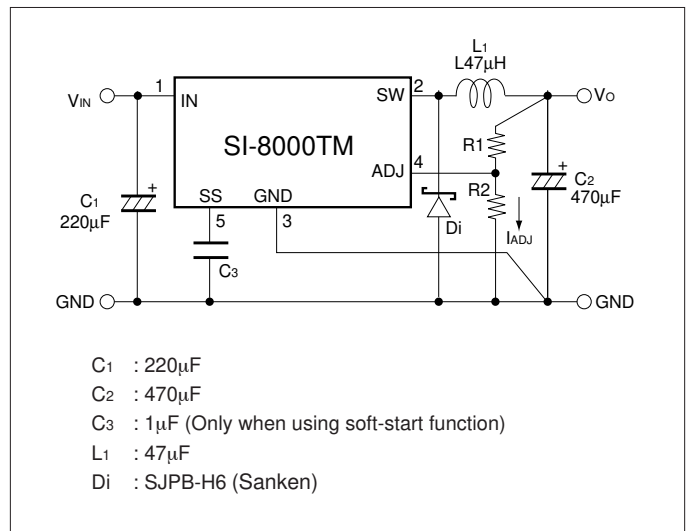 L1
L47μH
VIN
1
IN
SW
2
VO
SI-8000TM
R1
ADJ
4
C1
220μF
+
SS
GND
5
3
R2
C2
470μF
+
Di
IADJ
C3
GND
GND
C1 : 220μF
C2 : 470μF
C3 : 1μF (Only when using soft-start function)
L1 : 47μF
Di : SJPB-H6 (Sanken)